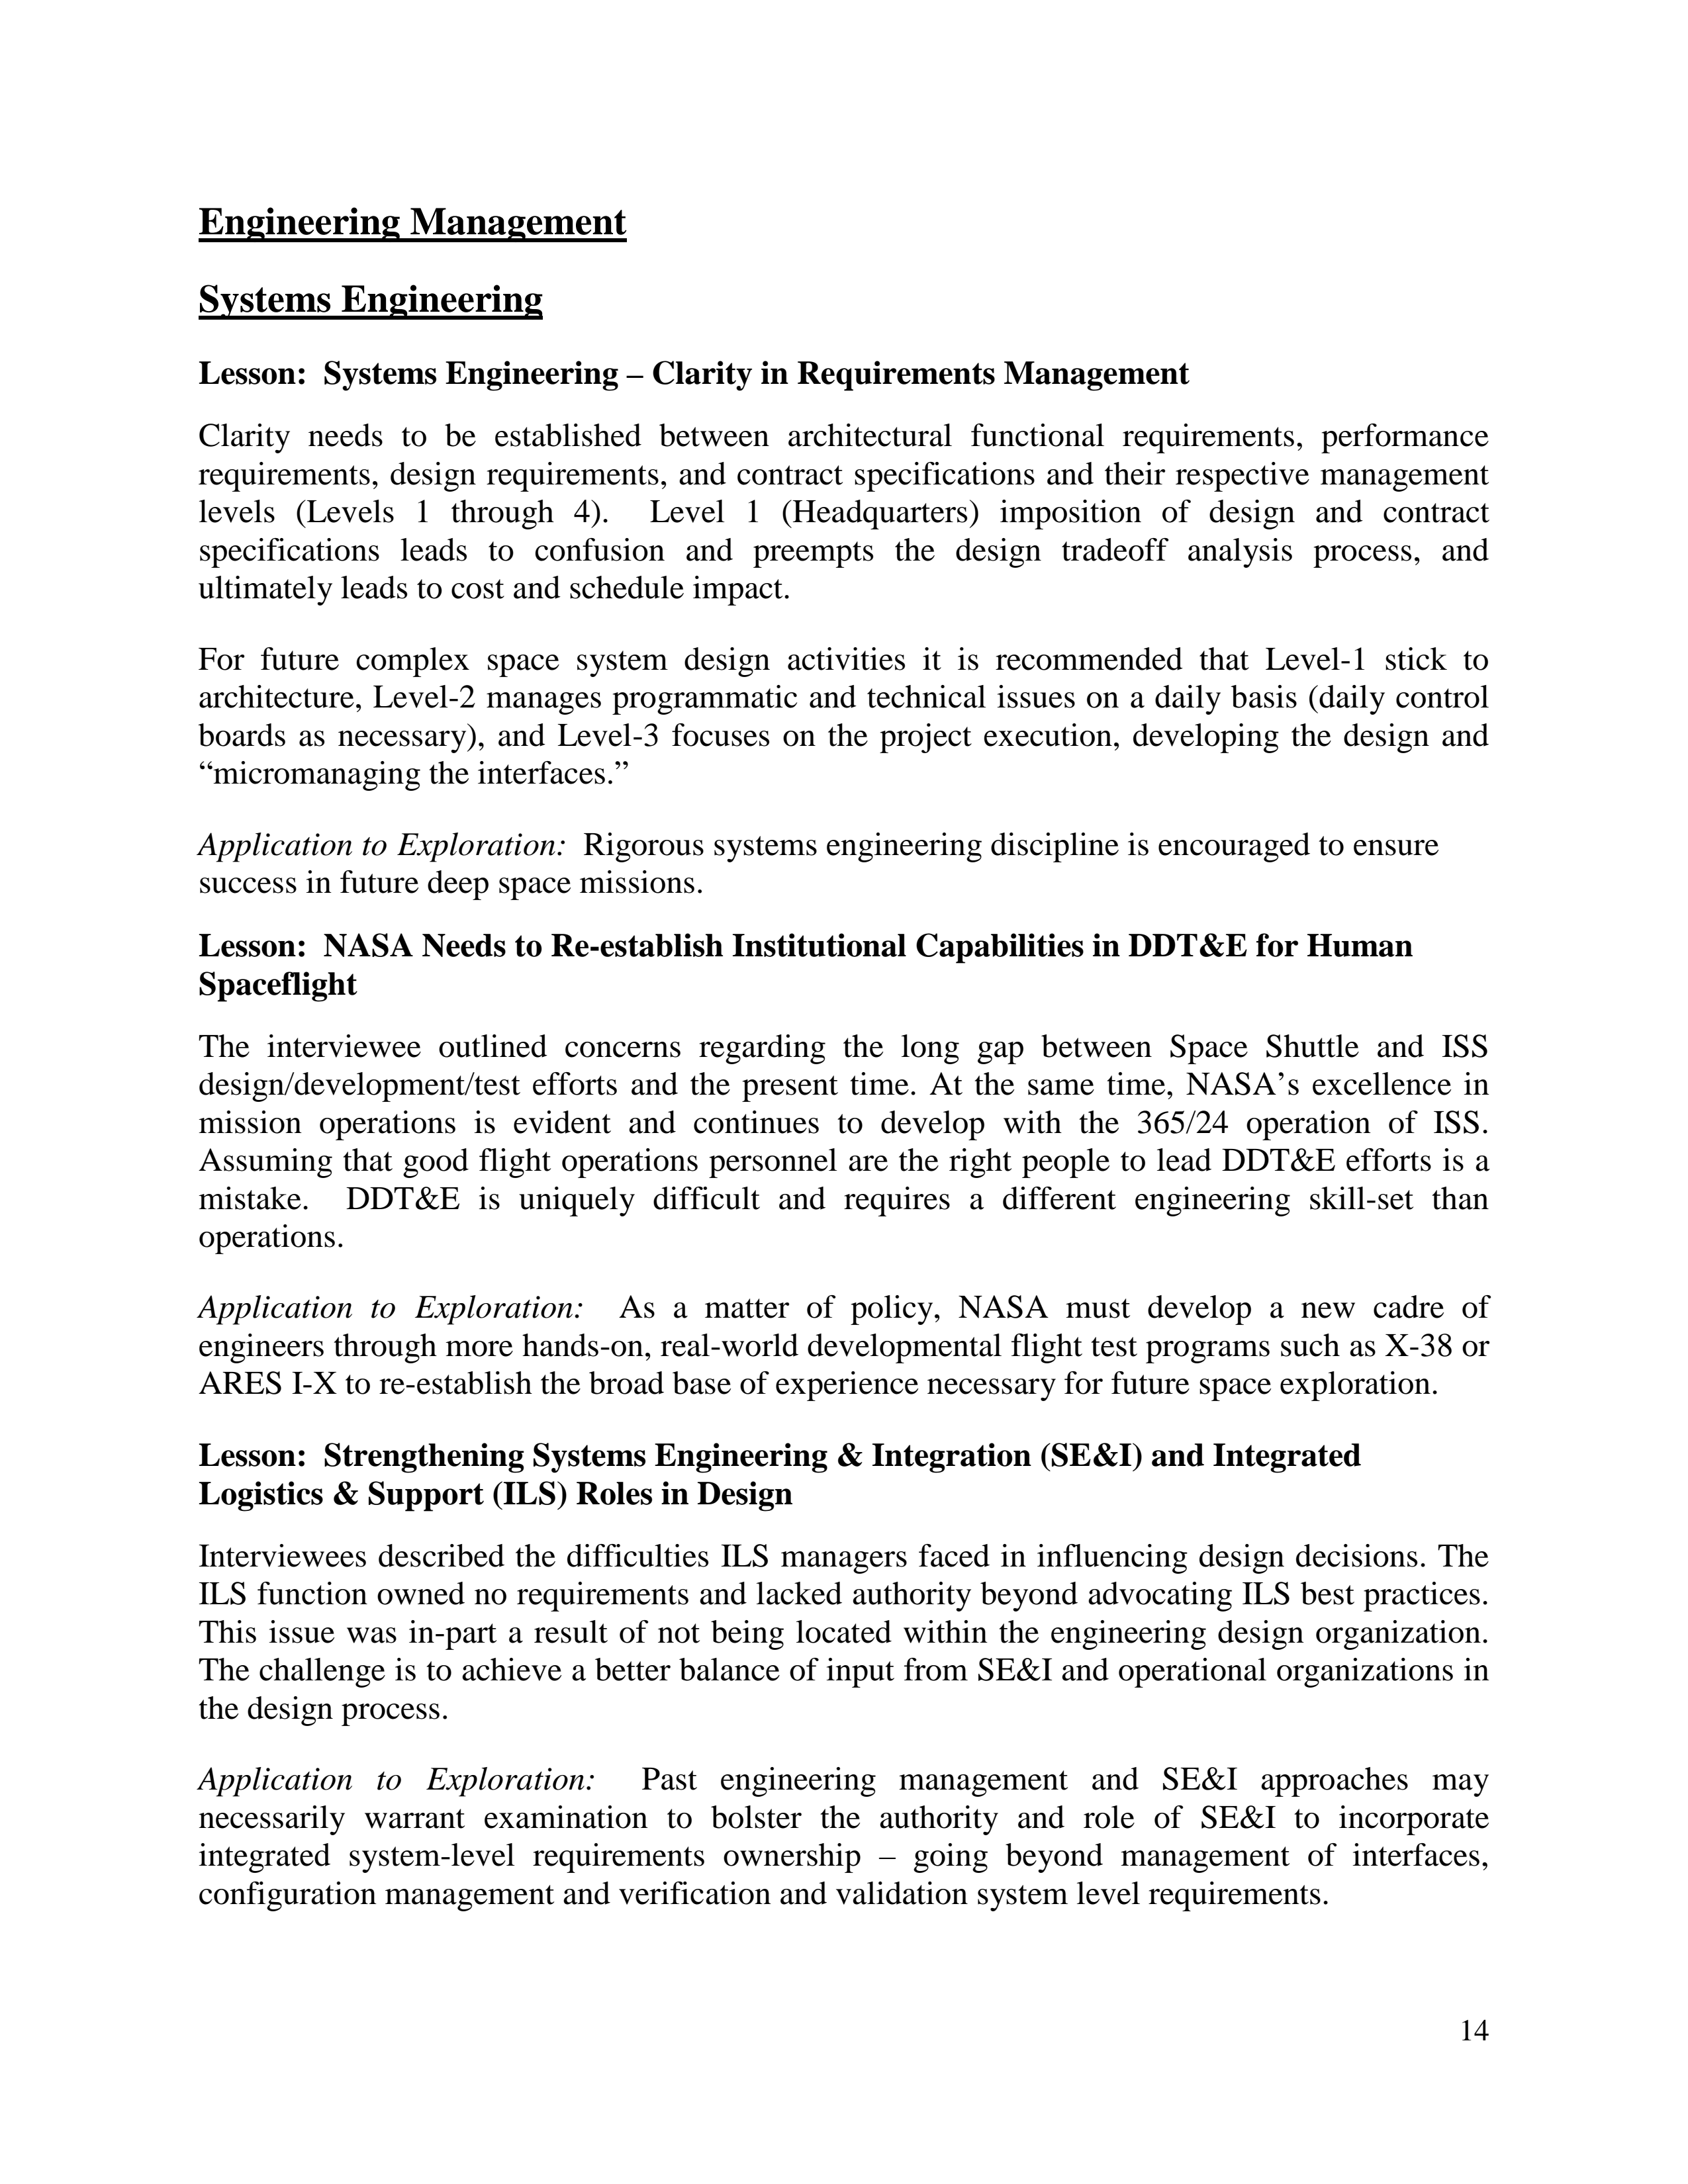 Engineering Management
Systems Engineering
Lesson:  Systems Engineering – Clarity in Requirements Management
Clarity needs to be established between architectural functional requirements, performance
requirements, design requirements, and contract specifications and their respective management
levels (Levels 1 through 4).  Level 1 (Headquarters) imposition of design and contract
specifications leads to confusion and preempts the design tradeoff analysis process, and
ultimately leads to cost and schedule impact.
For future complex space system design activities it is recommended that Level-1 stick to
architecture, Level-2 manages programmatic and technical issues on a daily basis (daily control
boards as necessary), and Level-3 focuses on the project execution, developing the design and
“micromanaging the interfaces.”
Application to Exploration:  Rigorous systems engineering discipline is encouraged to ensure
success in future deep space missions.
Lesson:  NASA Needs to Re-establish Institutional Capabilities in DDT&E for Human
Spaceflight
The interviewee outlined concerns regarding the long gap between Space Shuttle and ISS
design/development/test efforts and the present time. At the same time, NASA’s excellence in
mission operations is evident and continues to develop with the 365/24 operation of ISS.
Assuming that good flight operations personnel are the right people to lead DDT&E efforts is a
mistake.  DDT&E is uniquely difficult and requires a different engineering skill-set than
operations.
Application to Exploration:  As a matter of policy, NASA must develop a new cadre of
engineers through more hands-on, real-world developmental flight test programs such as X-38 or
ARES I-X to re-establish the broad base of experience necessary for future space exploration.
Lesson:  Strengthening Systems Engineering & Integration (SE&I) and Integrated
Logistics & Support (ILS) Roles in Design
Interviewees described the difficulties ILS managers faced in influencing design decisions. The
ILS function owned no requirements and lacked authority beyond advocating ILS best practices.
This issue was in-part a result of not being located within the engineering design organization.
The challenge is to achieve a better balance of input from SE&I and operational organizations in
the design process.
Application to Exploration:  Past engineering management and SE&I approaches may
necessarily warrant examination to bolster the authority and role of SE&I to incorporate
integrated system-level requirements ownership – going beyond management of interfaces,
configuration management and verification and validation system level requirements.
14